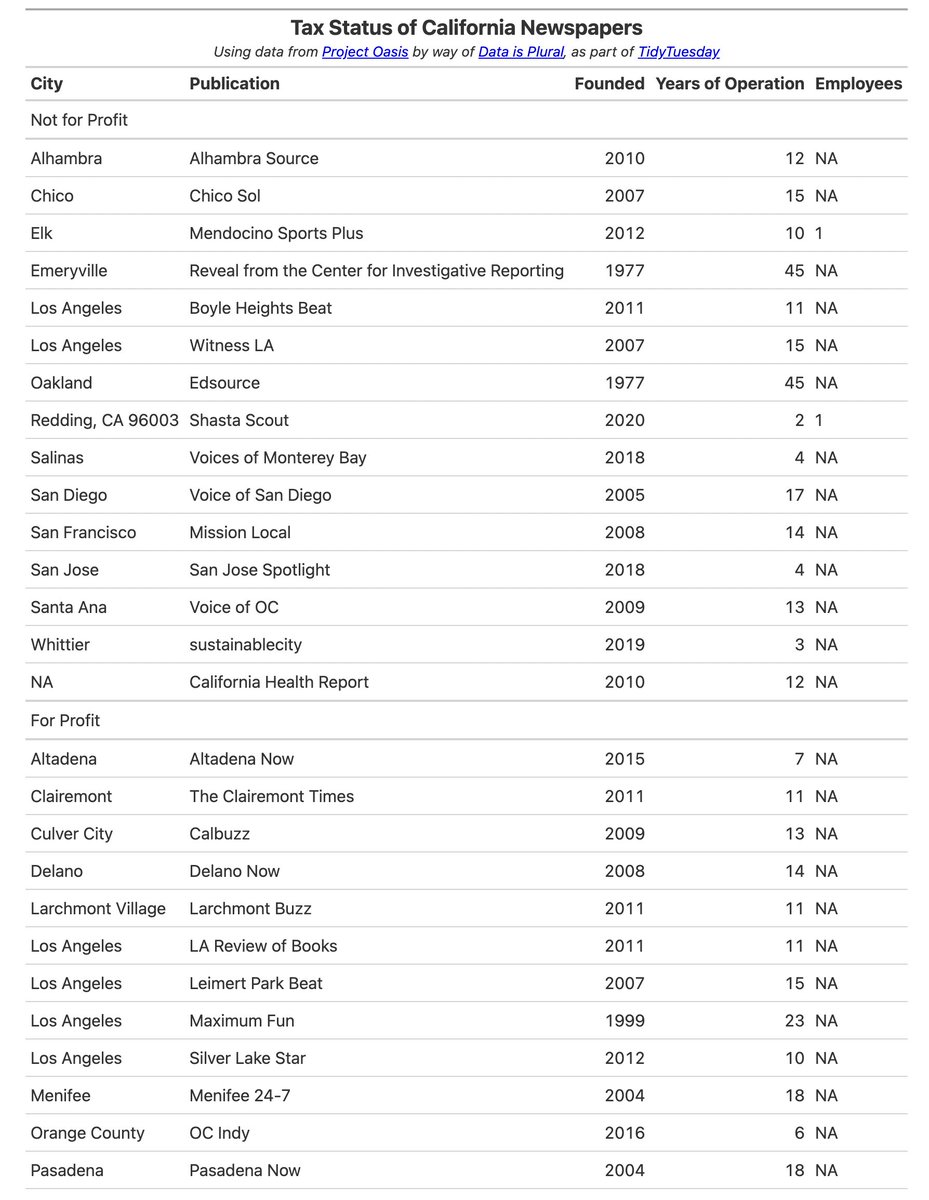 Tax Status of California Newspapers
Using data from Project Oasis by way of Data is Plural, as part of TidyTuesday
City Publication Founded Years of Operation Employees
Not for Profit
Alhambra Alhambra Source 2010 12 NA
Chico Chico Sol 2007 15 NA
Elk Mendocino Sports Plus 2012 10 1
Emeryville Reveal from the Center for Investigative Reporting 1977 45 NA
Los Angeles Boyle Heights Beat 2011 11 NA
Los Angeles Witness LA 2007 15 NA
Oakland Edsource 1977 45 NA
Redding, CA 96003 Shasta Scout 2020 2 1
Salinas Voices of Monterey Bay 2018 4 NA
San Diego Voice of San Diego 2005 17 NA
San Francisco Mission Local 2008 14 NA
San Jose San Jose Spotlight 2018 4 NA
Santa Ana Voice of OC 2009 13 NA
Whittier sustainablecity 2019 3 NA
NA California Health Report 2010 12 NA
For Profit
Altadena Altadena Now 2015 7 NA
Clairemont The Clairemont Times 2011 11 NA
Culver City Calbuzz 2009 13 NA
Delano Delano Now 2008 14 NA
Larchmont Village Larchmont Buzz 2011 11 NA
Los Angeles LA Review of Books 2011 11 NA
Los Angeles Leimert Park Beat 2007 15 NA
Los Angeles Maximum Fun 1999 23 NA
Los Angeles Silver Lake Star 2012 10 NA
Menifee Menifee 24-7 2004 18 NA
Orange County OC Indy 2016 6 NA
Pasadena Pasadena Now 2004 18 NA